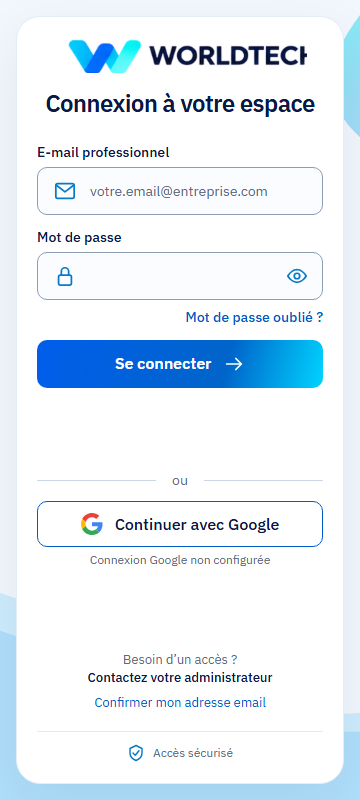 WORLDTECH
Connexion à votre espace
E-mail professionnel
votre.email@entreprise.com
Mot de passe
Mot de passe oublié ?
Se connecter
ou
Continuer avec Google
Connexion Google non configurée
Besoin d’un accès ?
Contactez votre administrateur
Confirmer mon adresse email
Accès sécurisé